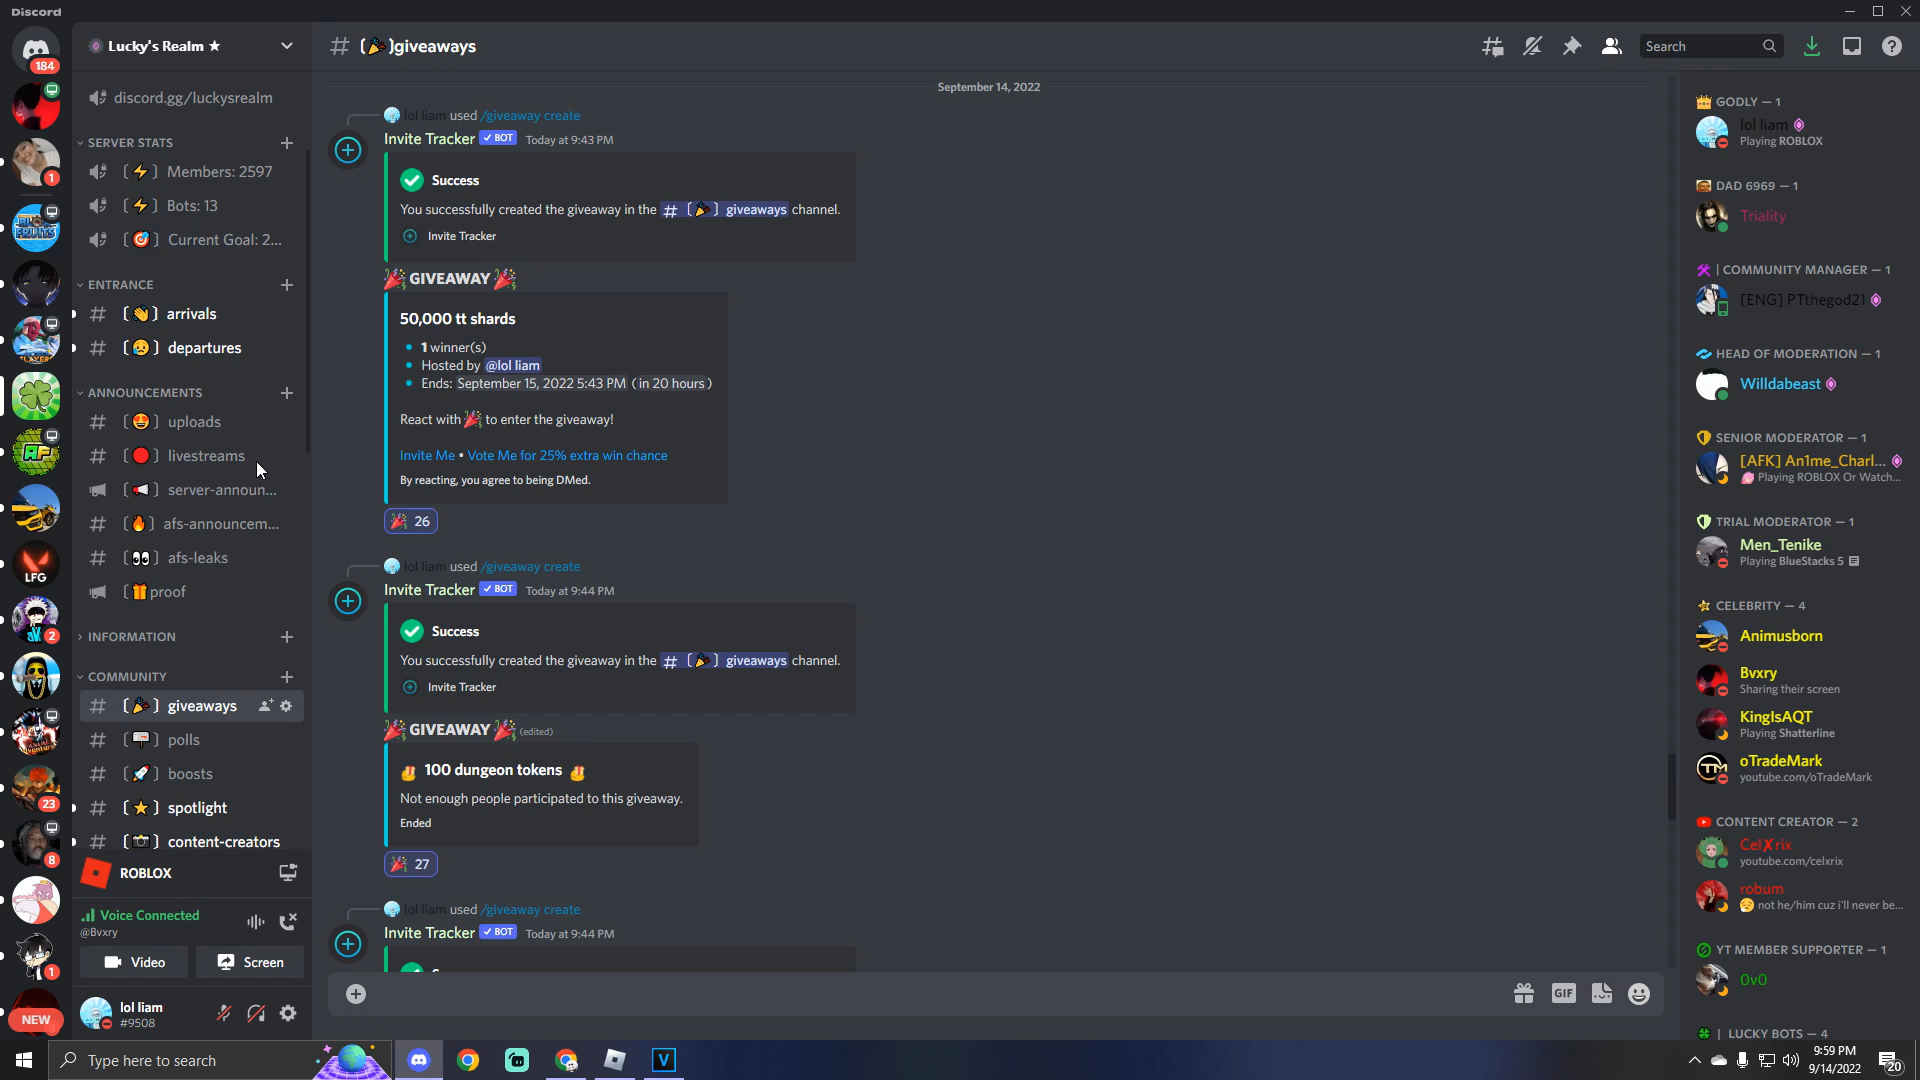 Discord
184
1
2
LFG
23
8
1
NEW
Lucky's Realm ★
discord.gg/luckysrealm
SERVER STATS
Members: 2597
Bots: 13
Current Goal: 2...
ENTRANCE
arrivals
departures
ANNOUNCEMENTS
uploads
livestreams
server-announ...
afs-announcem...
afs-leaks
proof
INFORMATION
COMMUNITY
giveaways
polls
boosts
spotlight
content-creators
ROBLOX
Voice Connected
@Bvxry
Video
Screen
lol liam
#9508
giveaways
Search
September 14, 2022
lol liam used /giveaway create
Invite Tracker BOT Today at 9:43 PM
Success
You successfully created the giveaway in the # giveaways channel.
Invite Tracker
GIVEAWAY
50,000 tt shards
1 winner(s)
Hosted by @lol liam
Ends: September 15, 2022 5:43 PM (in 20 hours)
React with to enter the giveaway!
Invite Me • Vote Me for 25% extra win chance
By reacting, you agree to being DMed.
26
lol liam used /giveaway create
Invite Tracker BOT Today at 9:44 PM
Success
You successfully created the giveaway in the # giveaways channel.
Invite Tracker
GIVEAWAY (edited)
100 dungeon tokens
Not enough people participated to this giveaway.
Ended
27
lol liam used /giveaway create
Invite Tracker BOT Today at 9:44 PM
GIF
GODLY — 1
lol liam
Playing ROBLOX
DAD 6969 — 1
Triality
| COMMUNITY MANAGER — 1
[ENG] PTthegod21
HEAD OF MODERATION — 1
Willdabeast
SENIOR MODERATOR — 1
[AFK] An1me_Charl...
Playing ROBLOX Or Watch...
TRIAL MODERATOR — 1
Men_Tenike
Playing BlueStacks 5
CELEBRITY — 4
Animusborn
Bvxry
Sharing their screen
KingIsAQT
Playing Shatterline
oTradeMark
youtube.com/oTradeMark
CONTENT CREATOR — 2
Cel✗rix
youtube.com/celxrix
robum
not he/him cuz i'll never be...
YT MEMBER SUPPORTER — 1
0v0
| LUCKY BOTS — 4
Type here to search
V
9:59 PM
9/14/2022
20